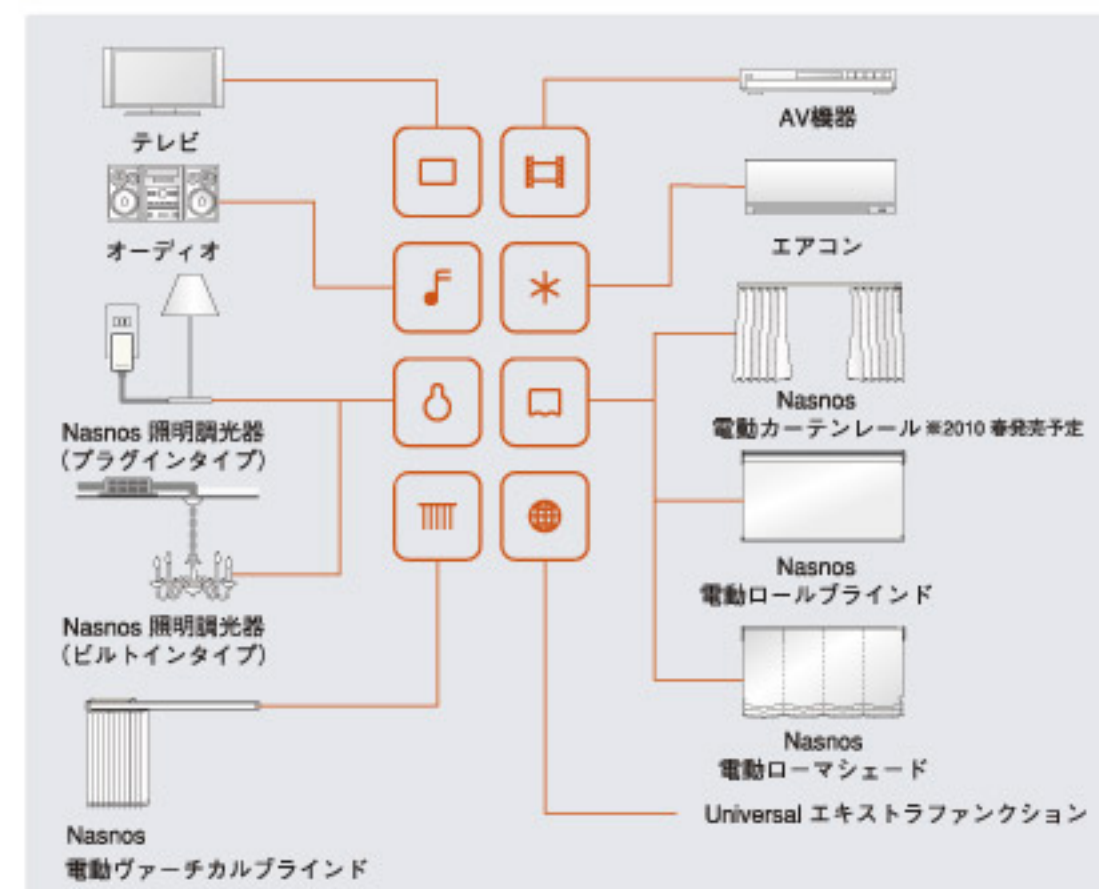 テレビ
オーディオ
Nasnos 照明調光器
（プラグインタイプ）
Nasnos 照明調光器
（ビルトインタイプ）
Nasnos
電動ヴァーチカルブラインド
AV機器
エアコン
Nasnos
電動カーテンレール ※2010 春発売予定
Nasnos
電動ロールブラインド
Nasnos
電動ローマシェード
Universal エキストラファンクション